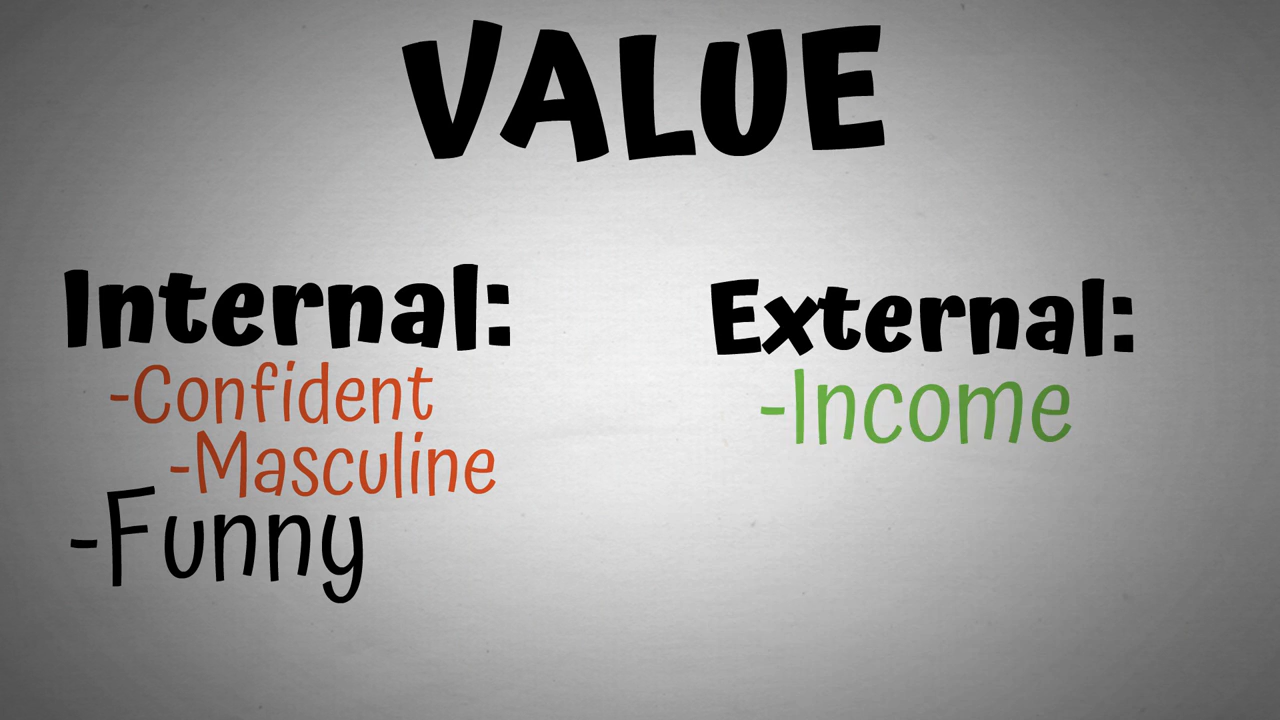 VALUE
Internal:
-Confident
-Masculine
-Funny
External:
-Income